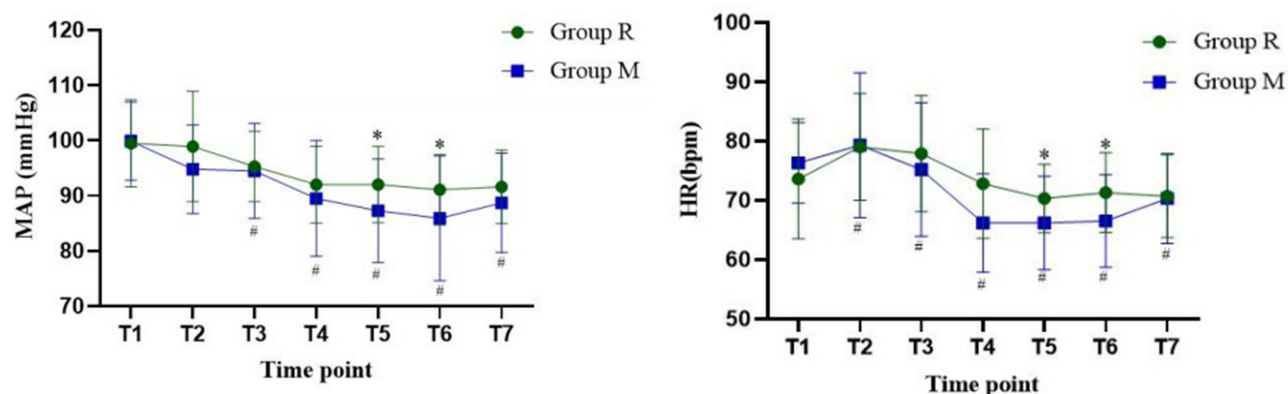 120
110
100
90
80
70
MAP (mmHg)
Group R
Group M
*
*
#
#
#
#
#
T1 T2 T3 T4 T5 T6 T7
Time point
100
90
80
70
60
50
HR(bpm)
Group R
Group M
*
*
#
#
#
#
#
#
T1 T2 T3 T4 T5 T6 T7
Time point